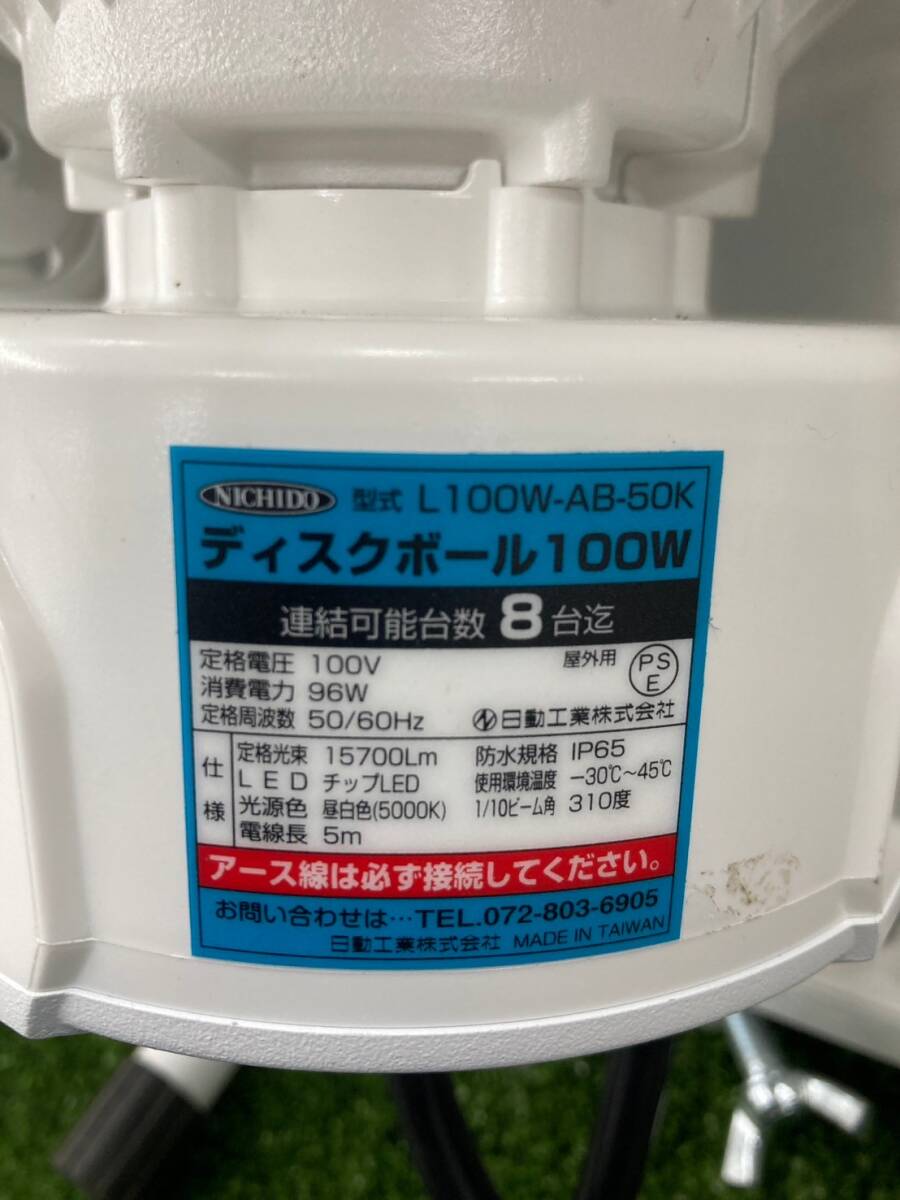 NICHIDO 型式 L100W-AB-50K
ディスクボール100W
連結可能台数 8 台迄
定格電圧 100V 屋外用 PS E
消費電力 96W
定格周波数 50/60Hz 日動工業株式会社
仕様
定格光束 15700Lm 防水規格 IP65
LED チップLED 使用環境温度 -30℃～45℃
光源色 昼白色(5000K) 1/10ビーム角 310度
電線長 5m
アース線は必ず接続してください。
お問い合わせは…TEL.072-803-6905
日動工業株式会社 MADE IN TAIWAN